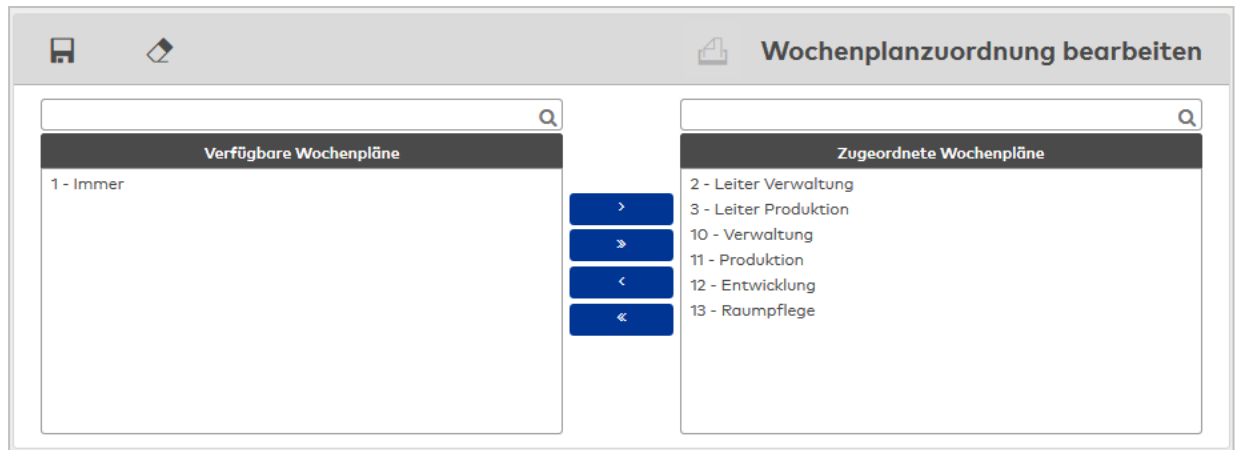 Wochenplanzuordnung bearbeiten
Verfügbare Wochenpläne
1 - Immer
>
»
<
«
Zugeordnete Wochenpläne
2 - Leiter Verwaltung
3 - Leiter Produktion
10 - Verwaltung
11 - Produktion
12 - Entwicklung
13 - Raumpflege